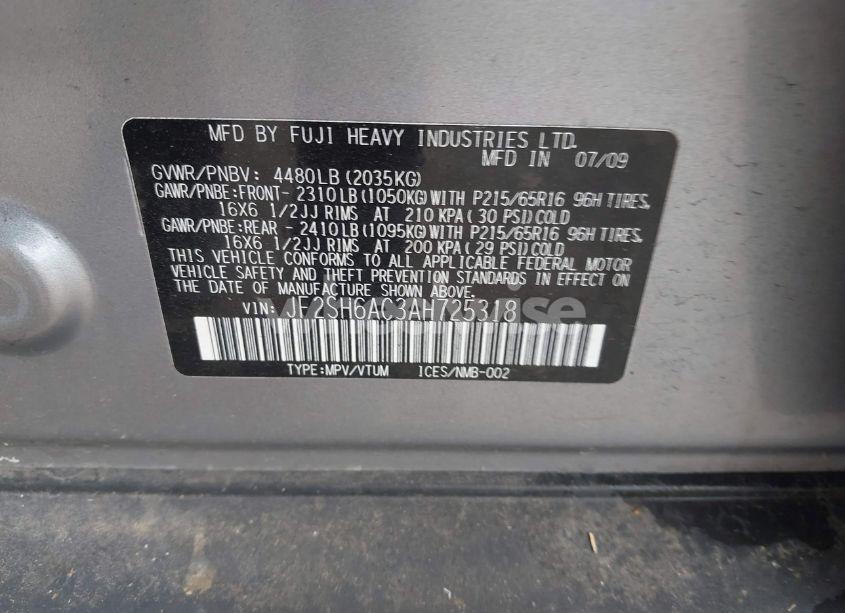 MFD BY FUJI HEAVY INDUSTRIES LTD.
MFD IN 07/09
GVWR/PNBV: 4480LB (2035KG)
GAWR/PNBE:FRONT- 2310LB (1050KG) WITH P215/65R16 96H TIRES,
16X6 1/2JJ RIMS AT 210 KPA (30 PSI) COLD
GAWR/PNBE:REAR - 2410LB (1095KG) WITH P215/65R16 96H TIRES,
16X6 1/2JJ RIMS AT 200 KPA (29 PSI) COLD
THIS VEHICLE CONFORMS TO ALL APPLICABLE FEDERAL MOTOR
VEHICLE SAFETY AND THEFT PREVENTION STANDARDS IN EFFECT ON
THE DATE OF MANUFACTURE SHOWN ABOVE.
VIN: JF2SH6AC3AH725318
TYPE:MPV/VTUM ICES/NMB-002